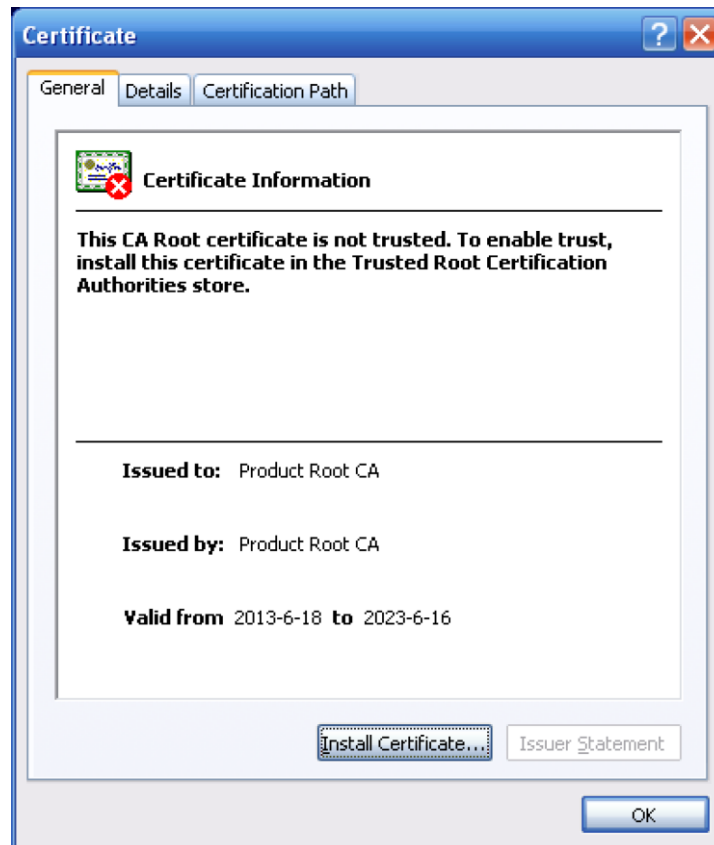 Certificate
General Details Certification Path
Certificate Information
This CA Root certificate is not trusted. To enable trust,
install this certificate in the Trusted Root Certification
Authorities store.
Issued to: Product Root CA
Issued by: Product Root CA
Valid from 2013-6-18 to 2023-6-16
Install Certificate... Issuer Statement
OK